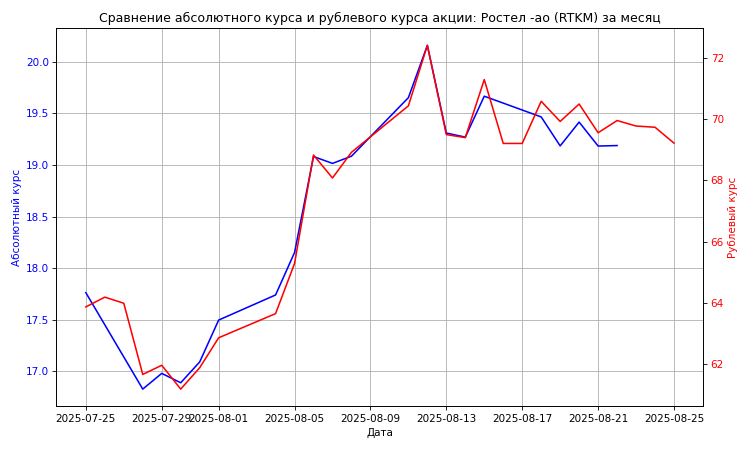 Сравнение абсолютного курса и рублевого курса акции: Ростел -ао (RTKM) за месяц
20.0
19.5
19.0
18.5
18.0
17.5
17.0
Абсолютный курс
72
70
68
66
64
62
Рублевый курс
2025-07-25 2025-07-29 2025-08-01 2025-08-05 2025-08-09 2025-08-13 2025-08-17 2025-08-21 2025-08-25
Дата